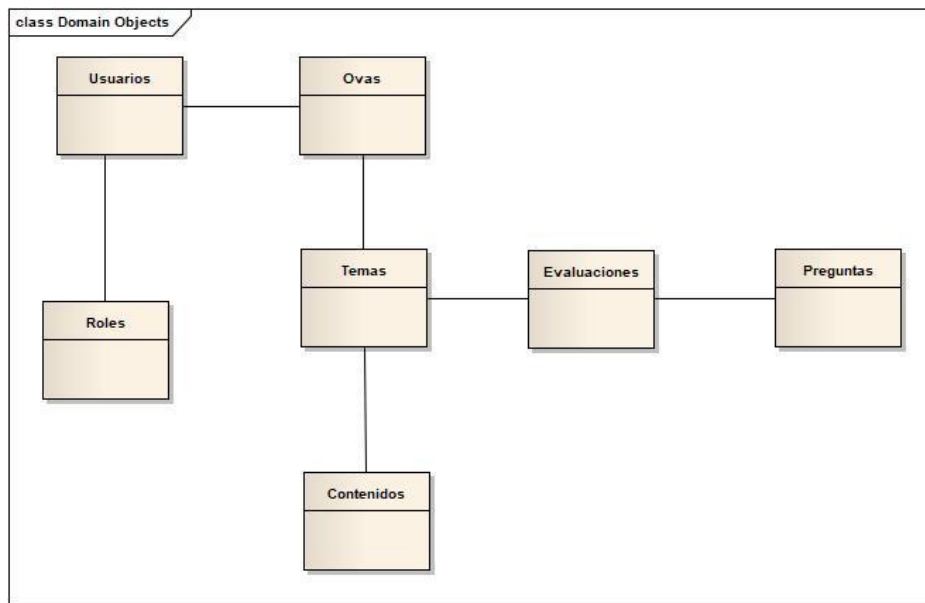 class Domain Objects
Usuarios
Ovas
Temas
Evaluaciones
Preguntas
Roles
Contenidos